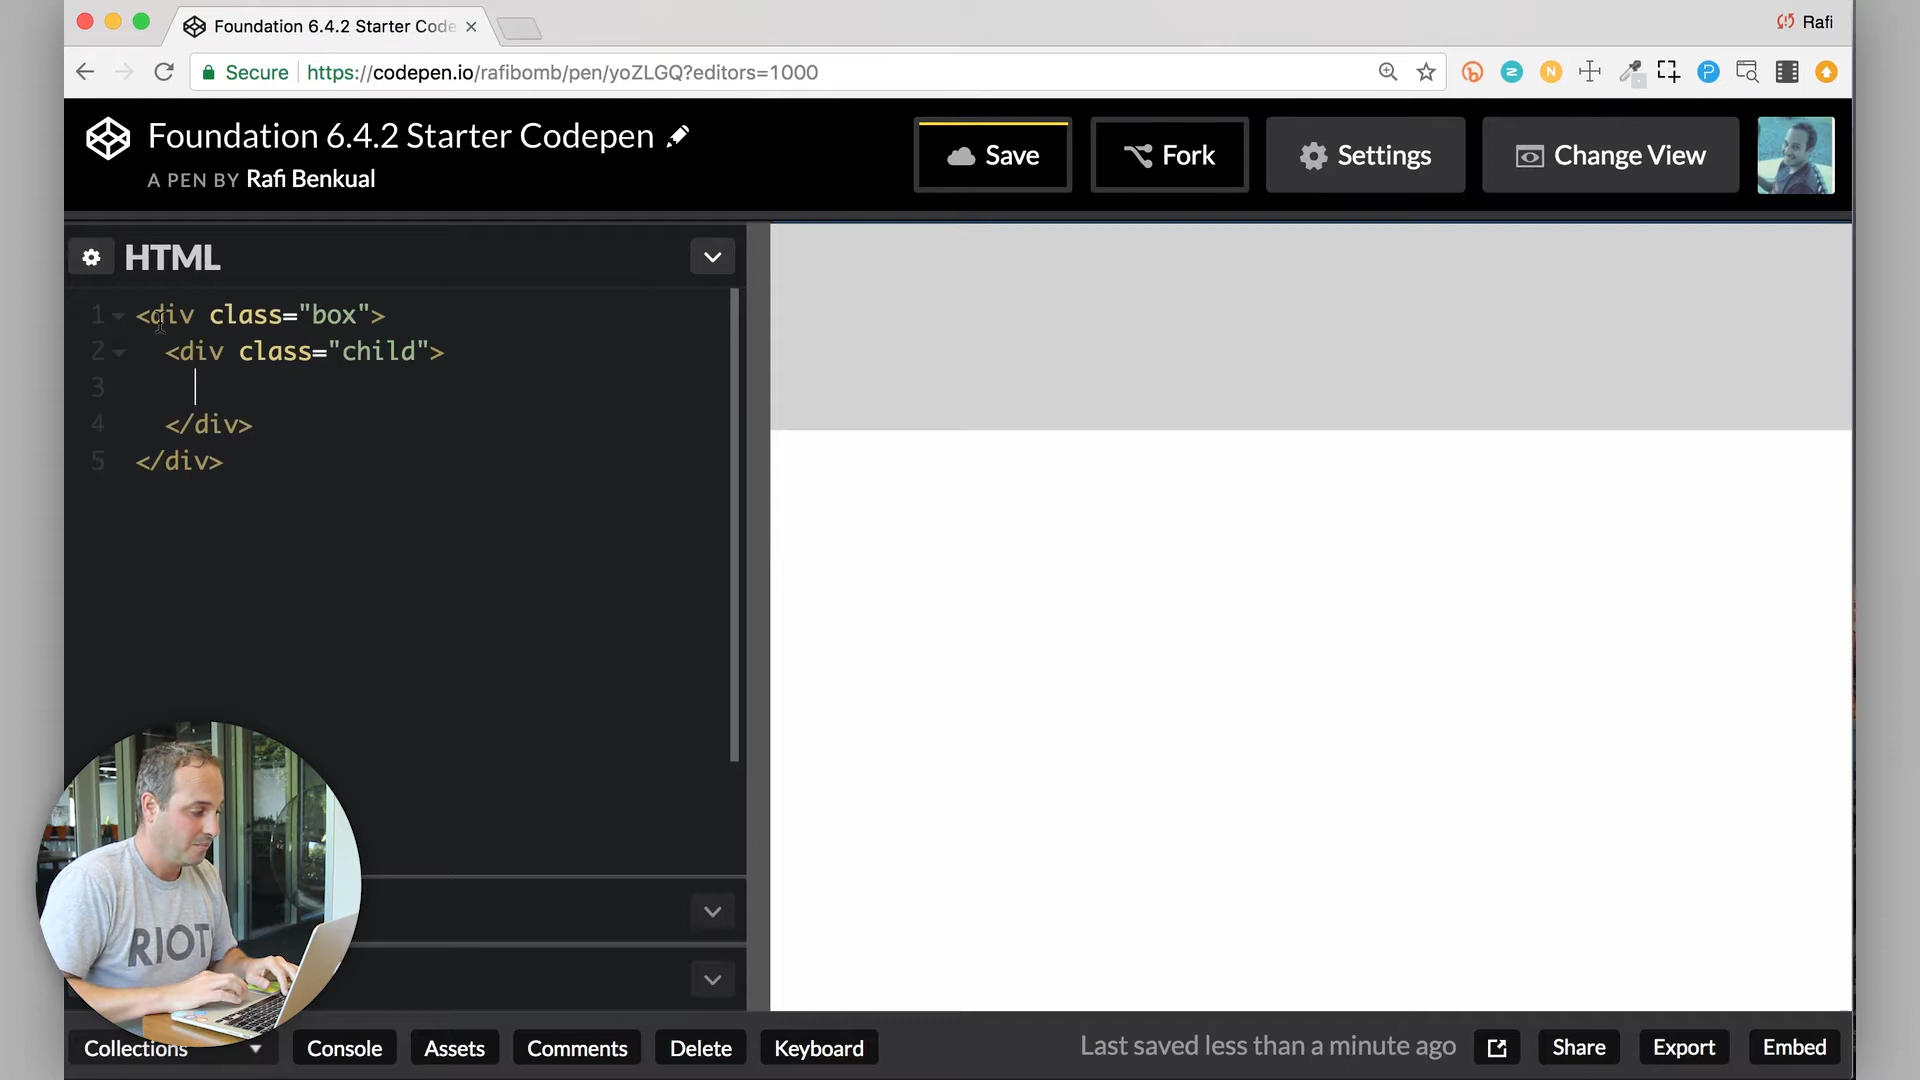 Foundation 6.4.2 Starter Code
Rafi
Secure https://codepen.io/rafibomb/pen/yoZLGQ?editors=1000
Foundation 6.4.2 Starter Codepen
A PEN BY Rafi Benkual
Save
Fork
Settings
Change View
HTML
1 <div class="box">
2 <div class="child">
3
4 </div>
5 </div>
RIOT
Collections
Console
Assets
Comments
Delete
Keyboard
Last saved less than a minute ago
Share
Export
Embed